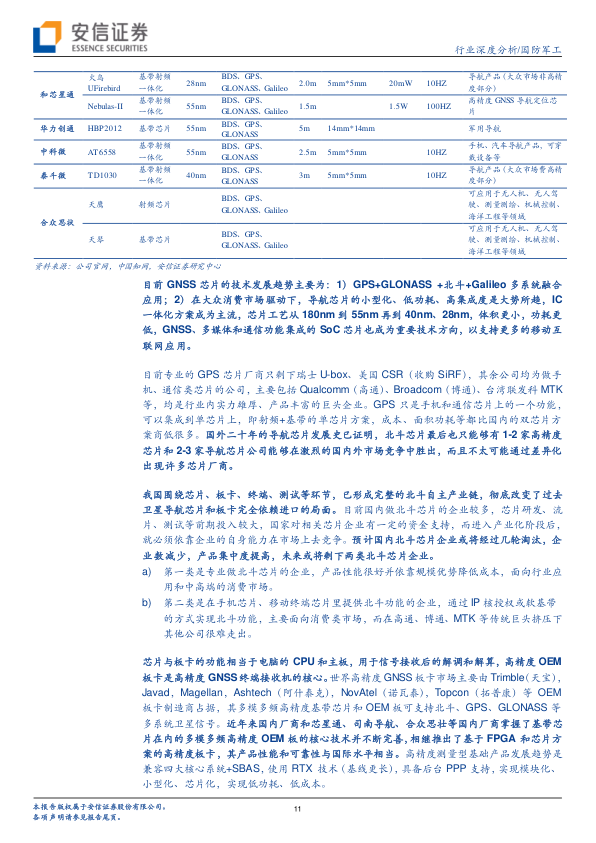 安信证券
ESSENCE SECURITIES
行业深度分析/国防军工
和芯星通 火鸟 UFirebird 基带射频一体化 28nm BDS、GPS、GLONASS、Galileo 2.0m 5mm*5mm 20mW 10HZ 导航产品(大众市场非高精度部分)
Nebulas-II 基带射频一体化 55nm BDS、GPS、GLONASS、Galileo 1.5m 1.5W 100HZ 高精度 GNSS 导航定位芯片
华力创通 HBP2012 基带芯片 55nm BDS、GPS、GLONASS 5m 14mm*14mm 军用导航
中科微 AT6558 基带射频一体化 55nm BDS、GPS、GLONASS 2.5m 5mm*5mm 10HZ 手机、汽车导航产品,可穿戴设备等
泰斗微 TD1030 基带射频一体化 40nm BDS、GPS、GLONASS 3m 5mm*5mm 10HZ 导航产品(大众市场费高精度部分)
合众思壮 天鹰 射频芯片 BDS、GPS、GLONASS、Galileo 可应用于无人机、无人驾驶、测量测绘、机械控制、海洋工程等领域
天琴 基带芯片 BDS、GPS、GLONASS、Galileo 可应用于无人机、无人驾驶、测量测绘、机械控制、海洋工程等领域
资料来源:公司官网,中国知网,安信证券研究中心
目前 GNSS 芯片的技术发展趋势主要为:1)GPS+GLONASS +北斗+Galileo 多系统融合
应用;2)在大众消费市场驱动下,导航芯片的小型化、低功耗、高集成度是大势所趋,IC
一体化方案成为主流,芯片工艺从 180nm 到 55nm 再到 40nm、28nm,体积更小,功耗更
低,GNSS、多媒体和通信功能集成的 SoC 芯片也成为重要技术方向,以支持更多的移动互
联网应用。
目前专业的 GPS 芯片厂商只剩下瑞士 U-box、美国 CSR(收购 SiRF),其余公司均为做手
机、通信类芯片的公司,主要包括 Qualcomm(高通)、Broadcom(博通)、台湾联发科 MTK
等,均是行业内实力雄厚、产品丰富的巨头企业。GPS 只是手机和通信芯片上的一个功能,
可以集成到单芯片上,即射频+基带的单芯片方案,成本、面积功耗等都比国内的双芯片方
案商低很多。国外二十年的导航芯片发展史已证明,北斗芯片最后也只能够有 1-2 家高精度
芯片和 2-3 家导航芯片公司能够在激烈的国内外市场竞争中胜出,而且不太可能通过差异化
出现许多芯片厂商。
我国围绕芯片、板卡、终端、测试等环节,已形成完整的北斗自主产业链,彻底改变了过去
卫星导航芯片和板卡完全依赖进口的局面。目前国内做北斗芯片的企业较多,芯片研发、流
片、测试等前期投入较大,国家对相关芯片企业有一定的资金支持,而进入产业化阶段后,
就必须依靠企业的自身能力在市场上去竞争。预计国内北斗芯片企业或将经过几轮淘汰,企
业数减少,产品集中度提高,未来或将剩下两类北斗芯片企业。
a) 第一类是专业做北斗芯片的企业,产品性能很好并依靠规模优势降低成本,面向行业应
用和中高端的消费市场。
b) 第二类是在手机芯片、移动终端芯片里提供北斗功能的企业,通过 IP 核授权或软基带
的方式实现北斗功能,主要面向消费类市场,而在高通、博通、MTK 等传统巨头挤压下
其他公司很难走出。
芯片与板卡的功能相当于电脑的 CPU 和主板,用于信号接收后的解调和解算,高精度 OEM
板卡是高精度 GNSS 终端接收机的核心。世界高精度 GNSS 板卡市场主要由 Trimble(天宝),
Javad,Magellan,Ashtech(阿什泰克),NovAtel(诺瓦泰),Topcon(拓普康)等 OEM
板卡制造商占据,其多模多频高精度基带芯片和 OEM 板可支持北斗、GPS、GLONASS 等
多系统卫星信号。近年来国内厂商和芯星通、司南导航、合众思壮等国内厂商掌握了基带芯
片在内的多模多频高精度 OEM 板的核心技术并不断完善,相继推出了基于 FPGA 和芯片方
案的高精度板卡,其产品性能和可靠性与国际水平相当。高精度测量型基础产品发展趋势是
兼容四大核心系统+SBAS,使用 RTX 技术(基线更长),具备后台 PPP 支持,实现模块化、
小型化、芯片化,实现低功耗、低成本。
本报告版权属于安信证券股份有限公司。
各项声明请参见报告尾页。
11